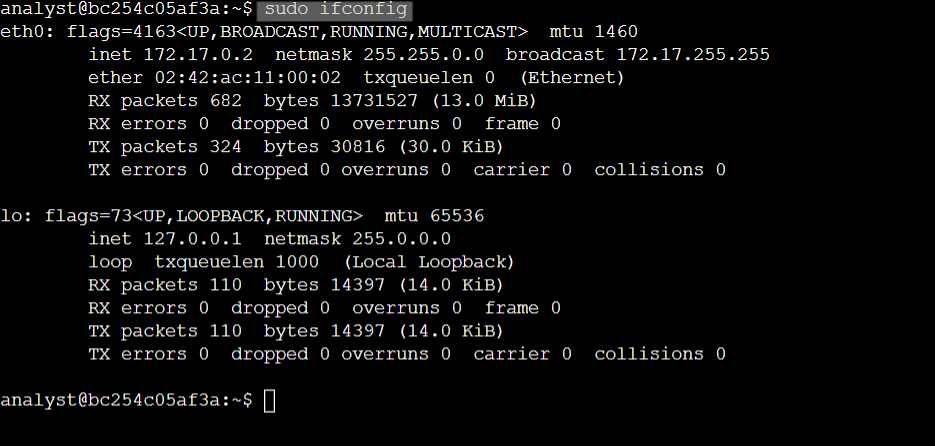 analyst@bc254c05af3a:~$ sudo ifconfig
eth0: flags=4163<UP,BROADCAST,RUNNING,MULTICAST>  mtu 1460
        inet 172.17.0.2  netmask 255.255.0.0  broadcast 172.17.255.255
        ether 02:42:ac:11:00:02  txqueuelen 0  (Ethernet)
        RX packets 682  bytes 13731527 (13.0 MiB)
        RX errors 0  dropped 0  overruns 0  frame 0
        TX packets 324  bytes 30816 (30.0 KiB)
        TX errors 0  dropped 0 overruns 0  carrier 0  collisions 0

lo: flags=73<UP,LOOPBACK,RUNNING>  mtu 65536
        inet 127.0.0.1  netmask 255.0.0.0
        loop  txqueuelen 1000  (Local Loopback)
        RX packets 110  bytes 14397 (14.0 KiB)
        RX errors 0  dropped 0  overruns 0  frame 0
        TX packets 110  bytes 14397 (14.0 KiB)
        TX errors 0  dropped 0 overruns 0  carrier 0  collisions 0

analyst@bc254c05af3a:~$